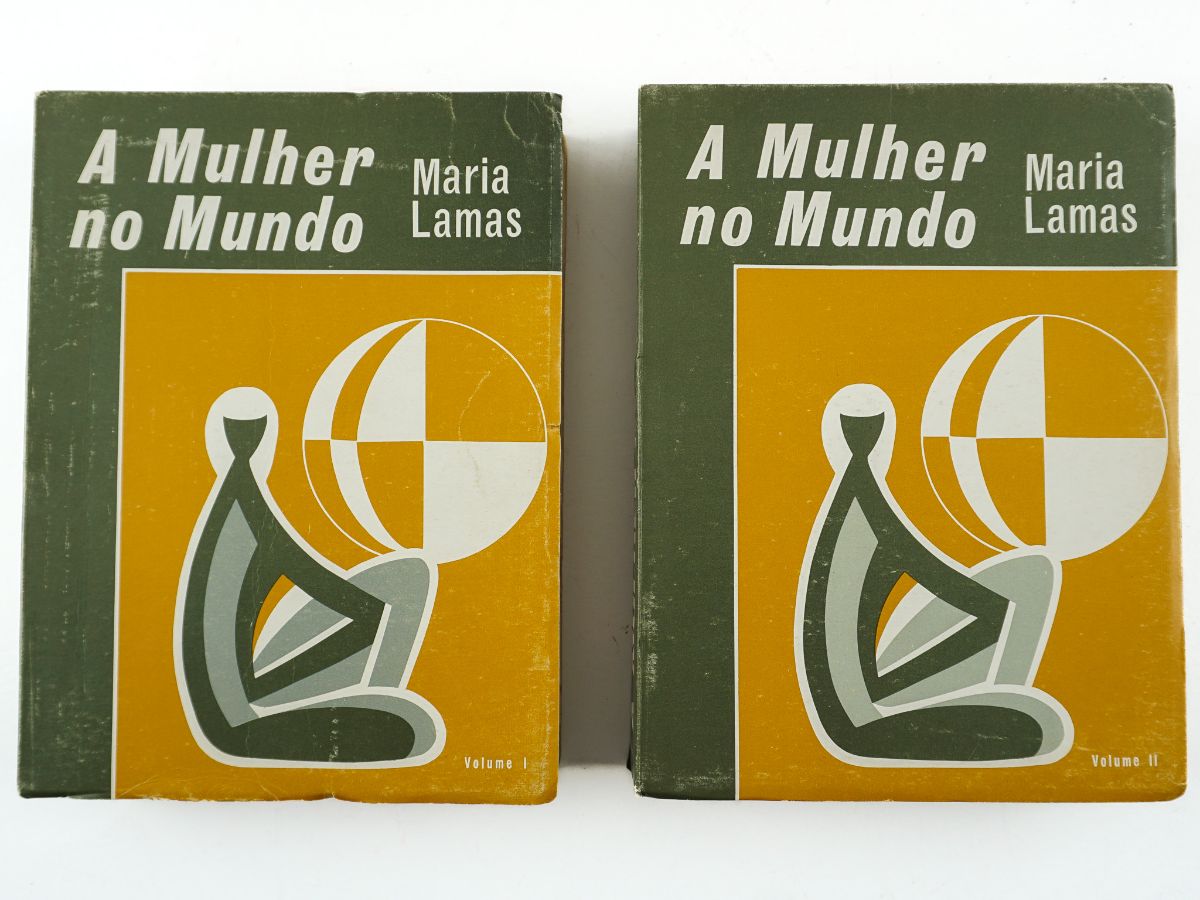 A Mulher
no Mundo
Maria
Lamas
Volume I
A Mulher
no Mundo
Maria
Lamas
Volume II